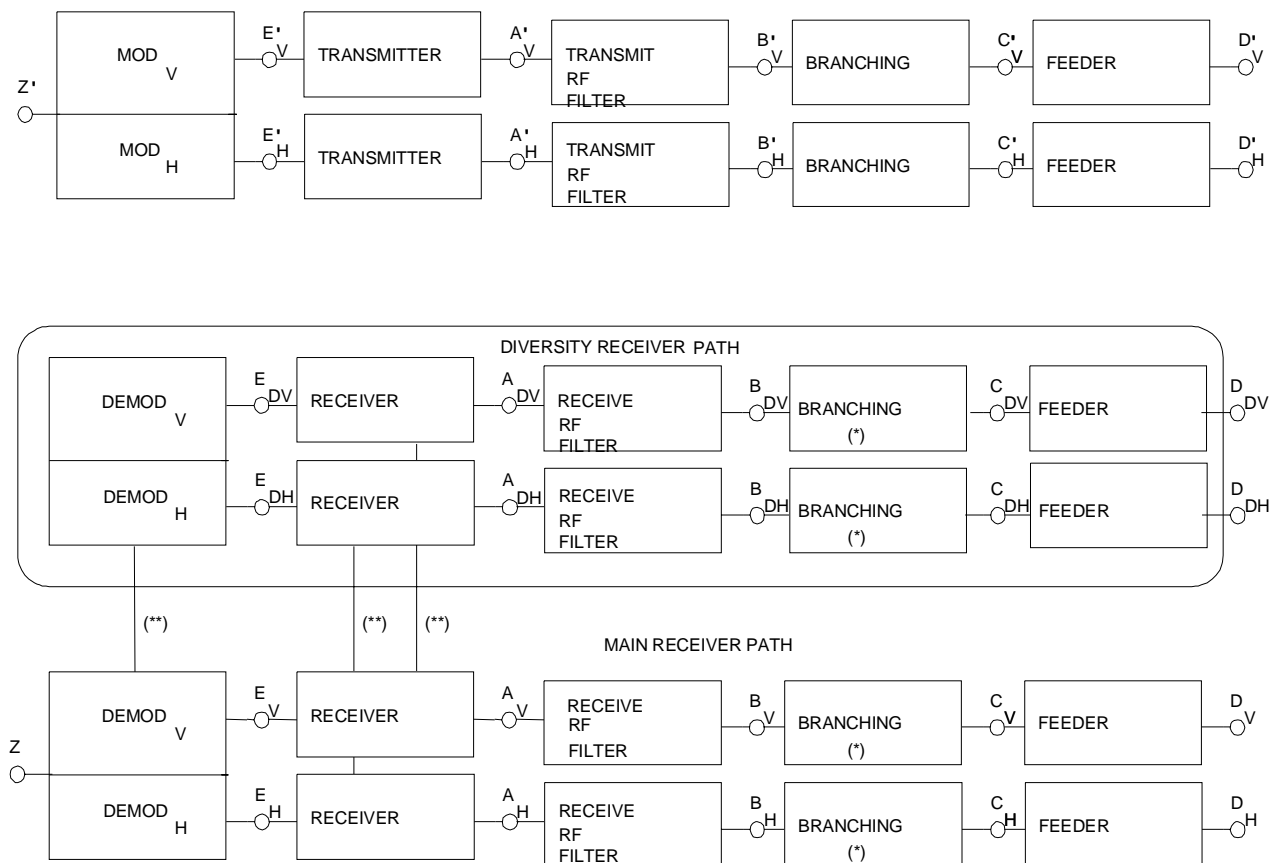 Z'
MOD V
E' V
TRANSMITTER
A' V
TRANSMIT
RF
FILTER
B' V
BRANCHING
C' V
FEEDER
D' V
MOD H
E' H
TRANSMITTER
A' H
TRANSMIT
RF
FILTER
B' H
BRANCHING
C' H
FEEDER
D' H
DIVERSITY RECEIVER PATH
DEMOD V
E DV
RECEIVER
A DV
RECEIVE
RF
FILTER
B DV
BRANCHING
(*)
C DV
FEEDER
D DV
DEMOD H
E DH
RECEIVER
A DH
RECEIVE
RF
FILTER
B DH
BRANCHING
(*)
C DH
FEEDER
D DH
(**)
(**)
(**)
MAIN RECEIVER PATH
Z
DEMOD V
E V
RECEIVER
A V
RECEIVE
RF
FILTER
B V
BRANCHING
(*)
C V
FEEDER
D V
DEMOD H
E H
RECEIVER
A H
RECEIVE
RF
FILTER
B H
BRANCHING
(*)
C H
FEEDER
D H